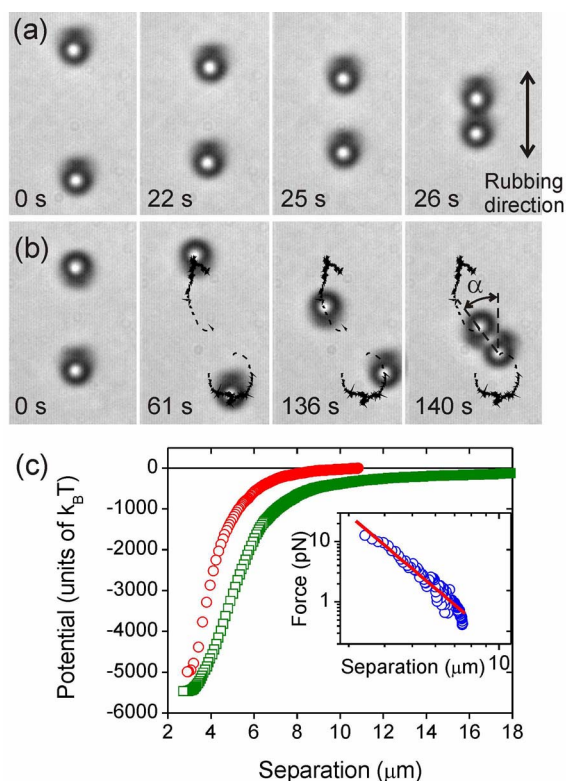 (a)
0 s
22 s
25 s
26 s
Rubbing
direction
(b)
α
0 s
61 s
136 s
140 s
(c)
Potential (units of k_BT)
0
-1000
-2000
-3000
-4000
-5000
-6000
2 4 6 8 10 12 14 16 18
Separation (μm)
Force (pN)
10
1
Separation (μm)
10